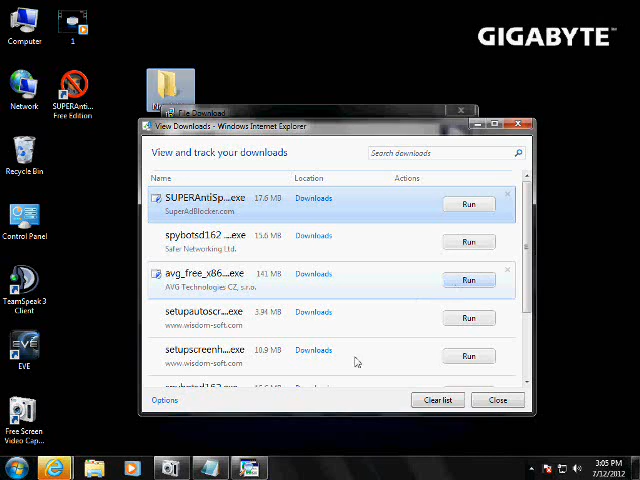 Computer
1
GIGABYTE™
Network
SUPERAnti...
Free Edition
Recycle Bin
Control Panel
TeamSpeak 3
Client
EVE
Free Screen
Video Cap...
File Download
View Downloads - Windows Internet Explorer
View and track your downloads
Search downloads
Name Location Actions
SUPERAntiSp....exe 17.6 MB Downloads Run
SuperAdBlocker.com
spybotsd162 ....exe 15.6 MB Downloads Run
Safer Networking Ltd.
avg_free_x86....exe 141 MB Downloads Run
AVG Technologies CZ, s.r.o.
setupautoscr....exe 3.94 MB Downloads Run
www.wisdom-soft.com
setupscreenh....exe 10.9 MB Downloads Run
www.wisdom-soft.com
Options Clear list Close
3:05 PM
7/12/2012